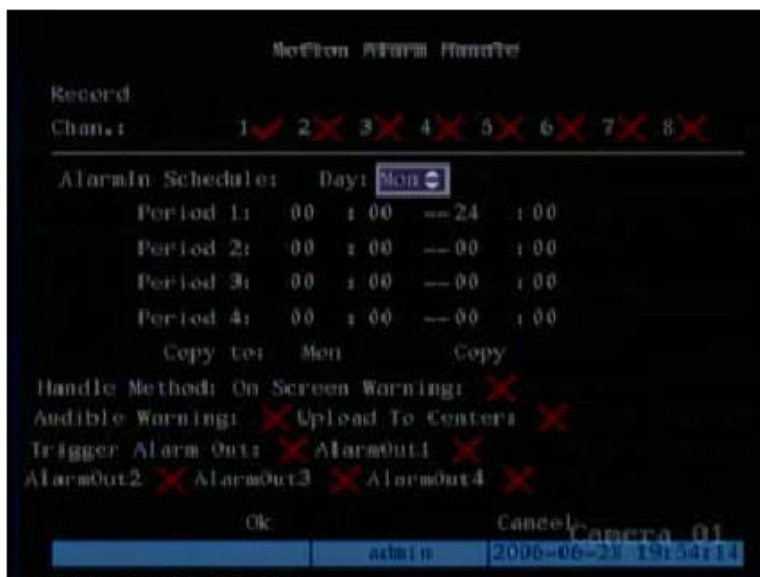 Motion Alarm Handle
Record
Chan.: 1 2 3 4 5 6 7 8
AlarmIn Schedule: Day: Mon
Period 1: 00 : 00 --24 : 00
Period 2: 00 : 00 --00 : 00
Period 3: 00 : 00 --00 : 00
Period 4: 00 : 00 --00 : 00
Copy to: Mon Copy
Handle Method: On Screen Warning:
Audible Warning: Upload To Center:
Trigger Alarm Out: AlarmOut1
AlarmOut2 AlarmOut3 AlarmOut4
Ok Cancel
Camera 01
admin 2006-06-28 19:54:14